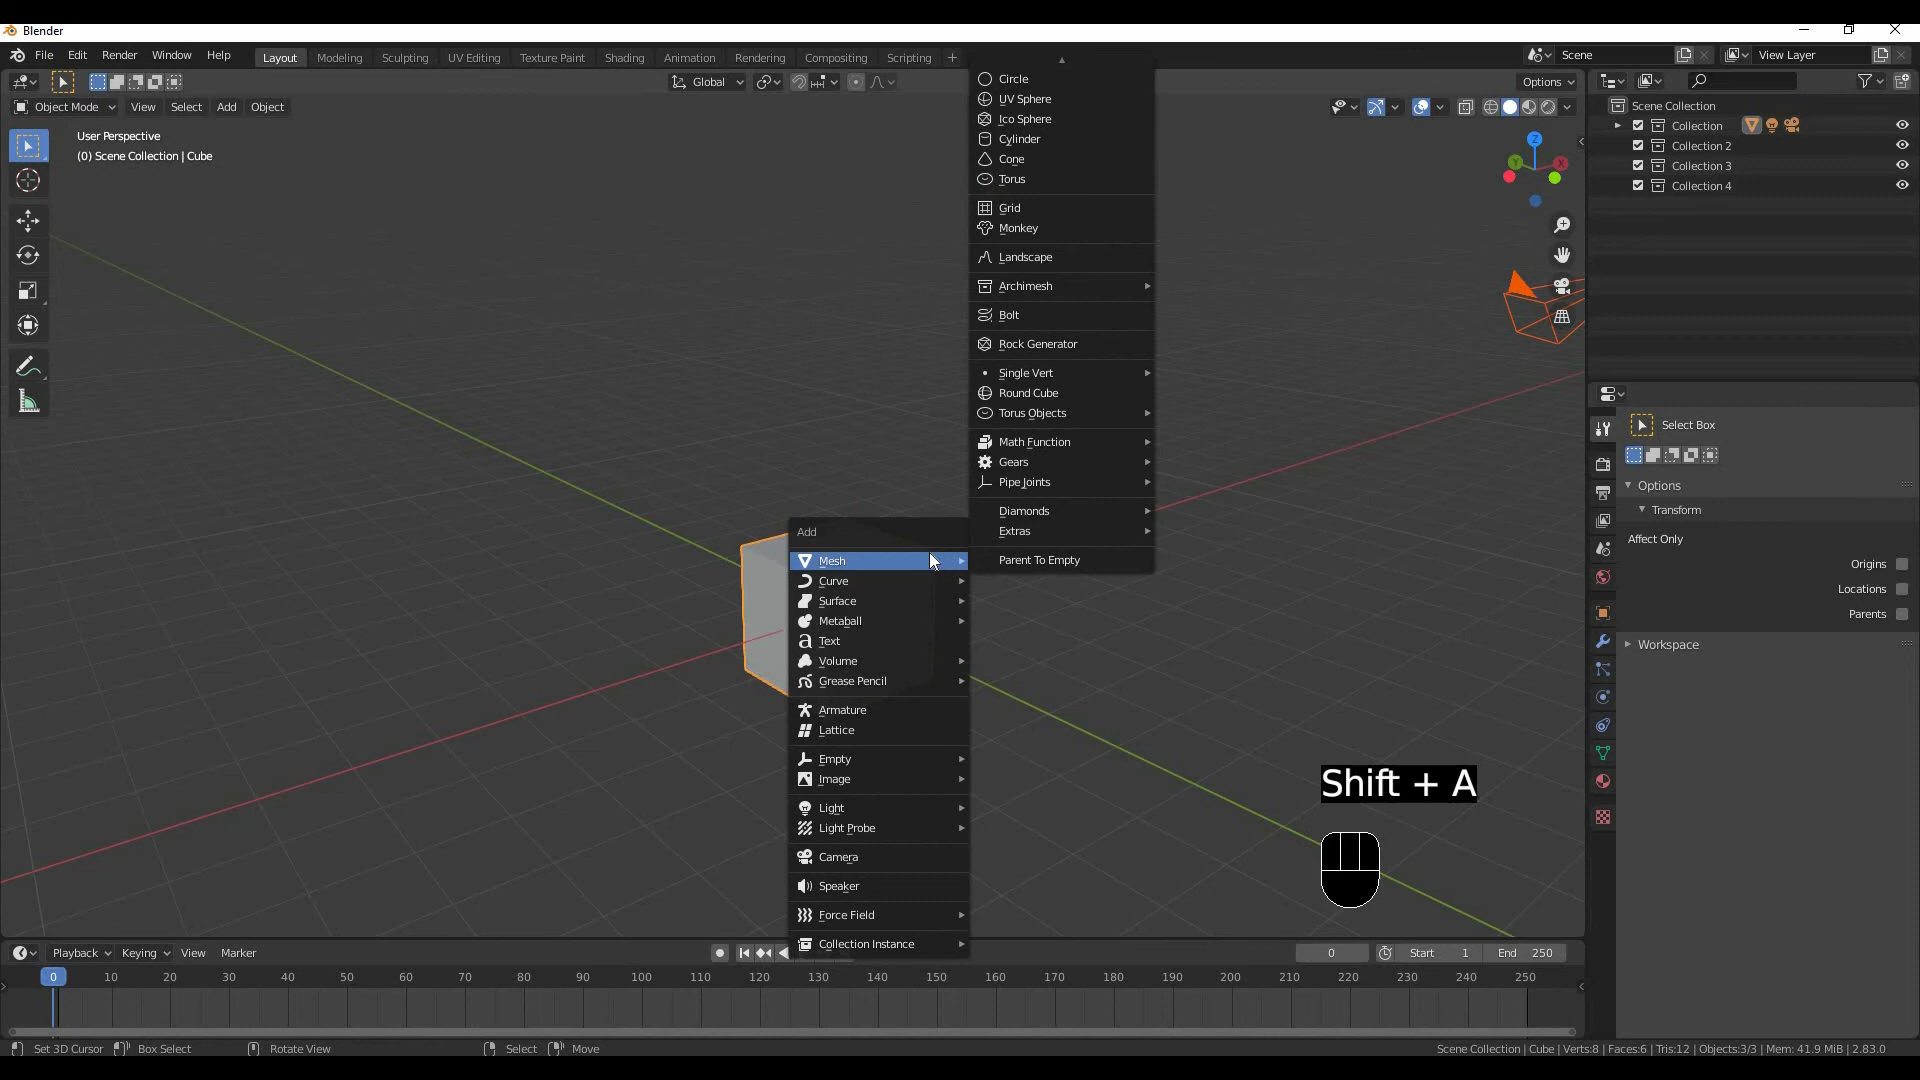 Blender
File Edit Render Window Help Layout Modeling Sculpting UV Editing Texture Paint Shading Animation Rendering Compositing Scripting + Scene View Layer
Global Options
Object Mode View Select Add Object
User Perspective
(0) Scene Collection | Cube
Circle
UV Sphere
Ico Sphere
Cylinder
Cone
Torus
Grid
Monkey
Landscape
Archimesh
Bolt
Rock Generator
Single Vert
Round Cube
Torus Objects
Math Function
Gears
Pipe Joints
Diamonds
Extras
Parent To Empty
Add
Mesh
Curve
Surface
Metaball
Text
Volume
Grease Pencil
Armature
Lattice
Empty
Image
Light
Light Probe
Camera
Speaker
Force Field
Collection Instance
Z
Y
X
Shift + A
Scene Collection
Collection
Collection 2
Collection 3
Collection 4
Select Box
Options
Transform
Affect Only
Origins
Locations
Parents
Workspace
Playback Keying View Marker 0 Start 1 End 250
0 10 20 30 40 50 60 70 80 90 100 110 120 130 140 150 160 170 180 190 200 210 220 230 240 250
Set 3D Cursor Box Select Rotate View Select Move Scene Collection | Cube | Verts:8 | Faces:6 | Tris:12 | Objects:3/3 | Mem: 41.9 MiB | 2.83.0